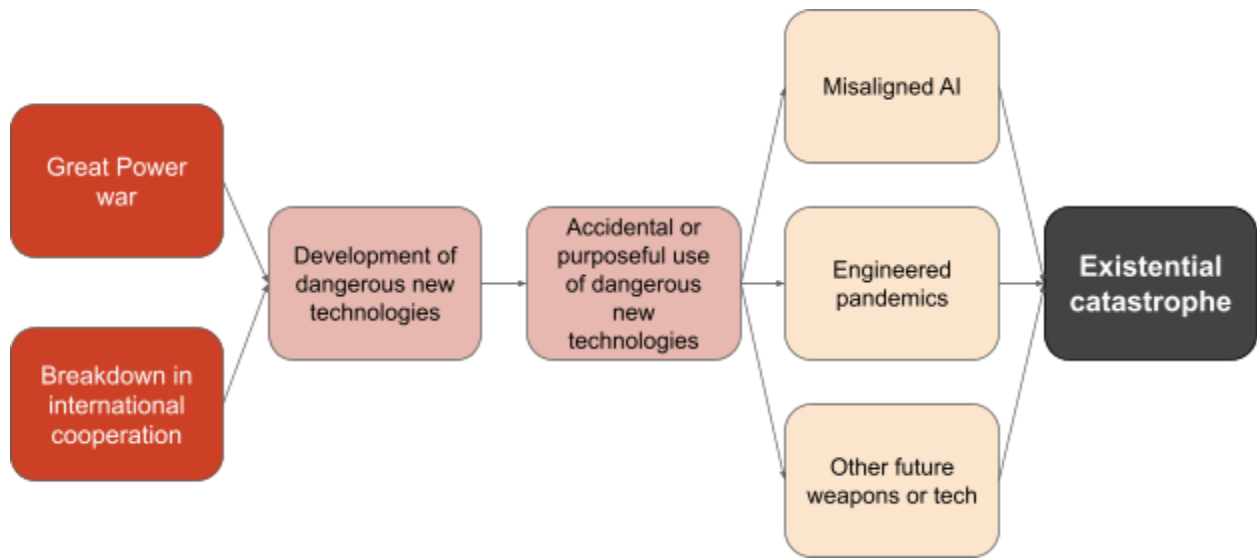 Great Power
war
Breakdown in
international
cooperation
Development of
dangerous new
technologies
Accidental or
purposeful use
of dangerous
new
technologies
Misaligned AI
Engineered
pandemics
Other future
weapons or tech
Existential
catastrophe